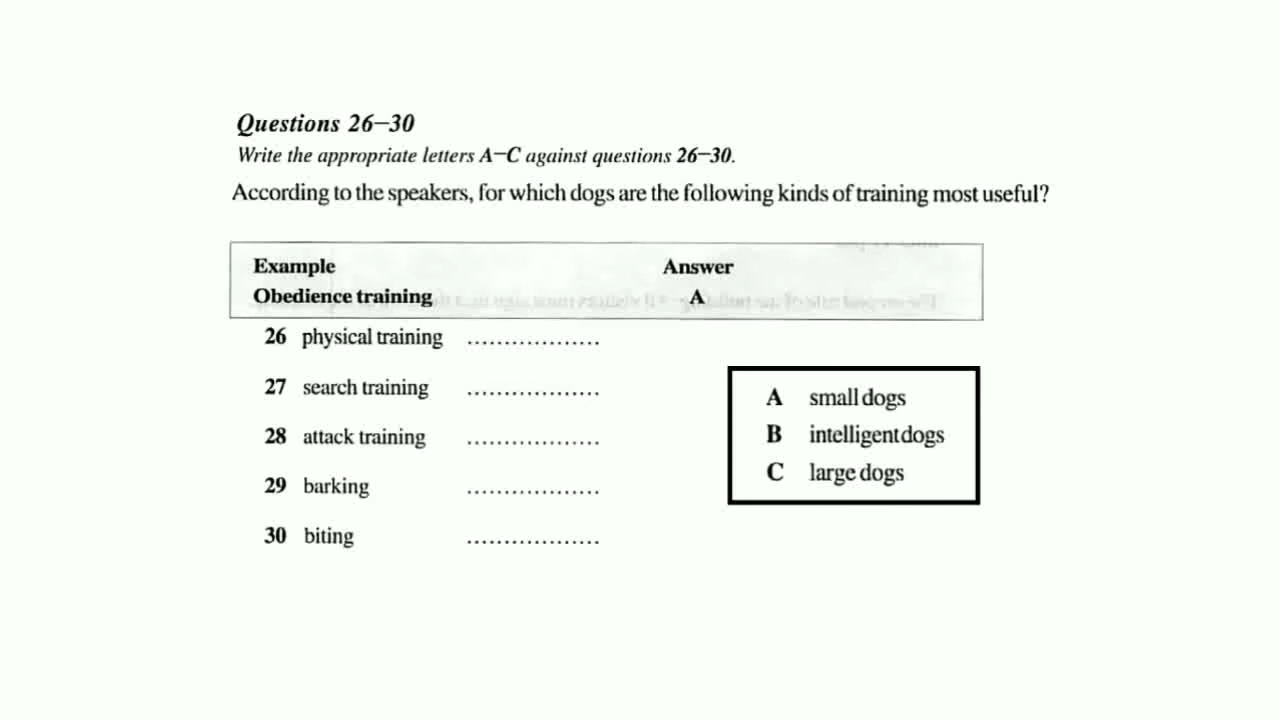 Questions 26–30
Write the appropriate letters A–C against questions 26–30.
According to the speakers, for which dogs are the following kinds of training most useful?
Example Answer
Obedience training A
26 physical training ..................
27 search training ..................
28 attack training ..................
29 barking ..................
30 biting ..................
A small dogs
B intelligent dogs
C large dogs